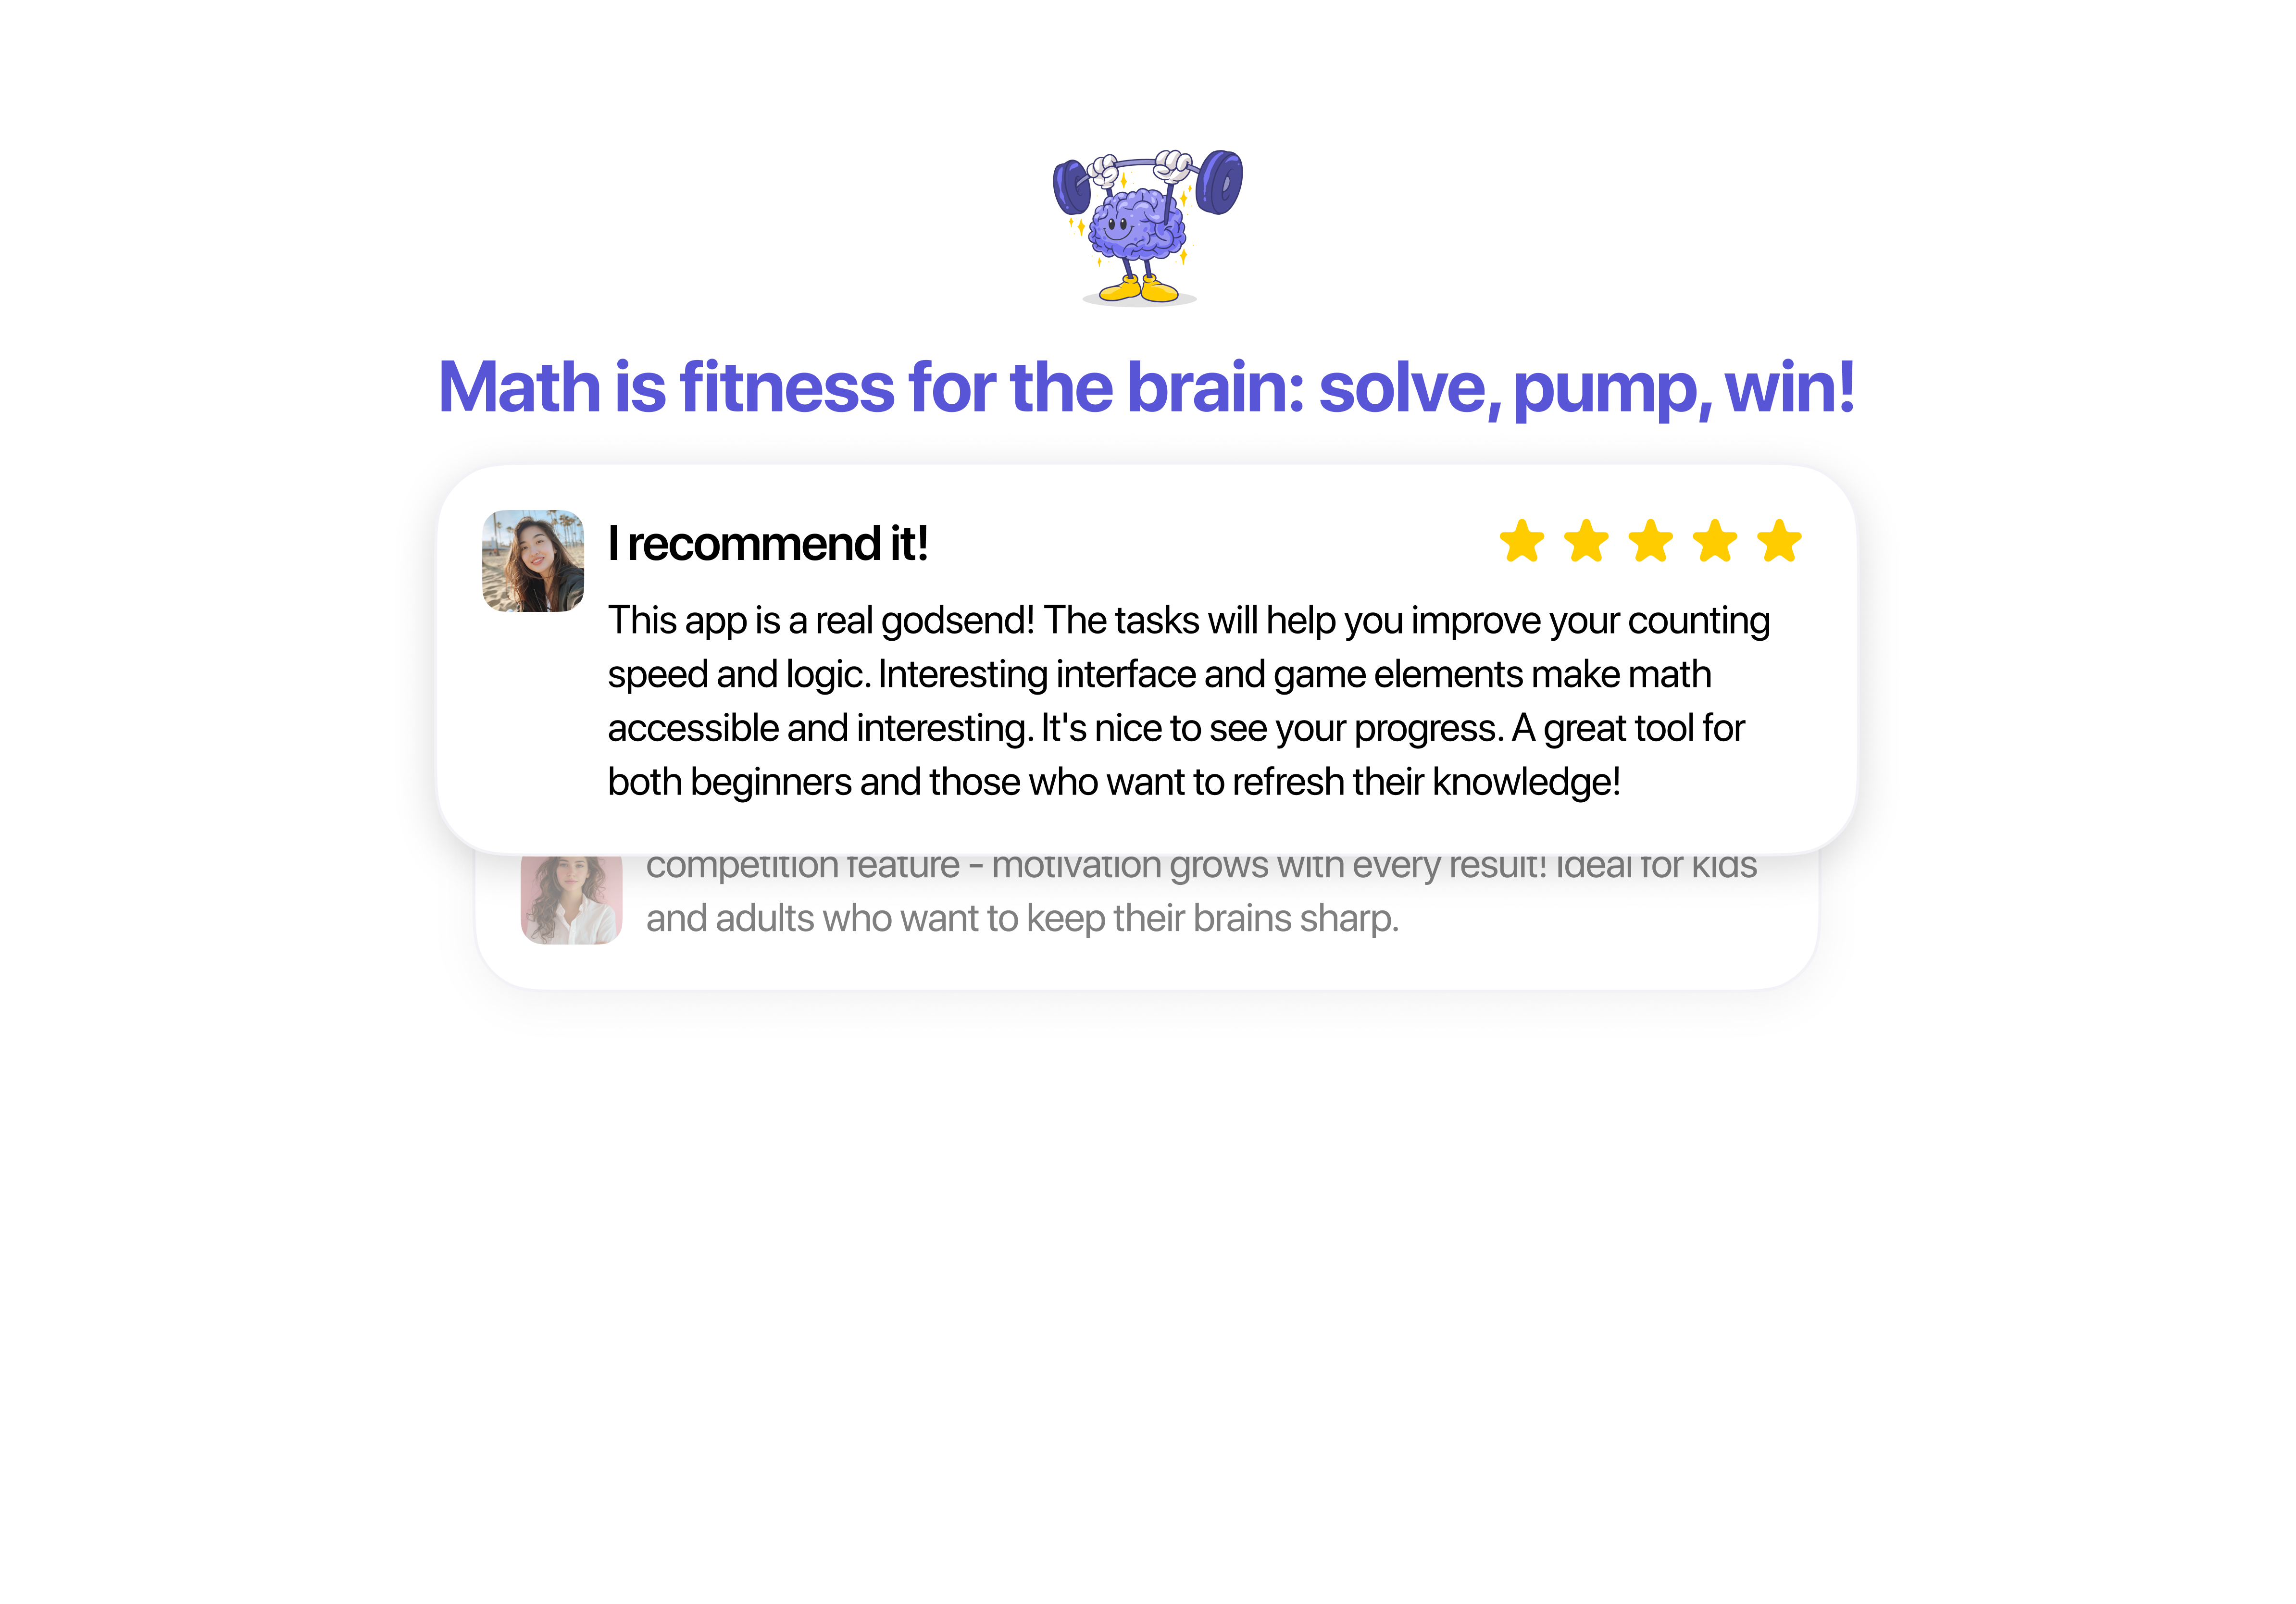 Math is fitness for the brain: solve, pump, win!
I recommend it!
This app is a real godsend! The tasks will help you improve your counting
speed and logic. Interesting interface and game elements make math
accessible and interesting. It's nice to see your progress. A great tool for
both beginners and those who want to refresh their knowledge!
competition feature - motivation grows with every result! Ideal for kids
and adults who want to keep their brains sharp.